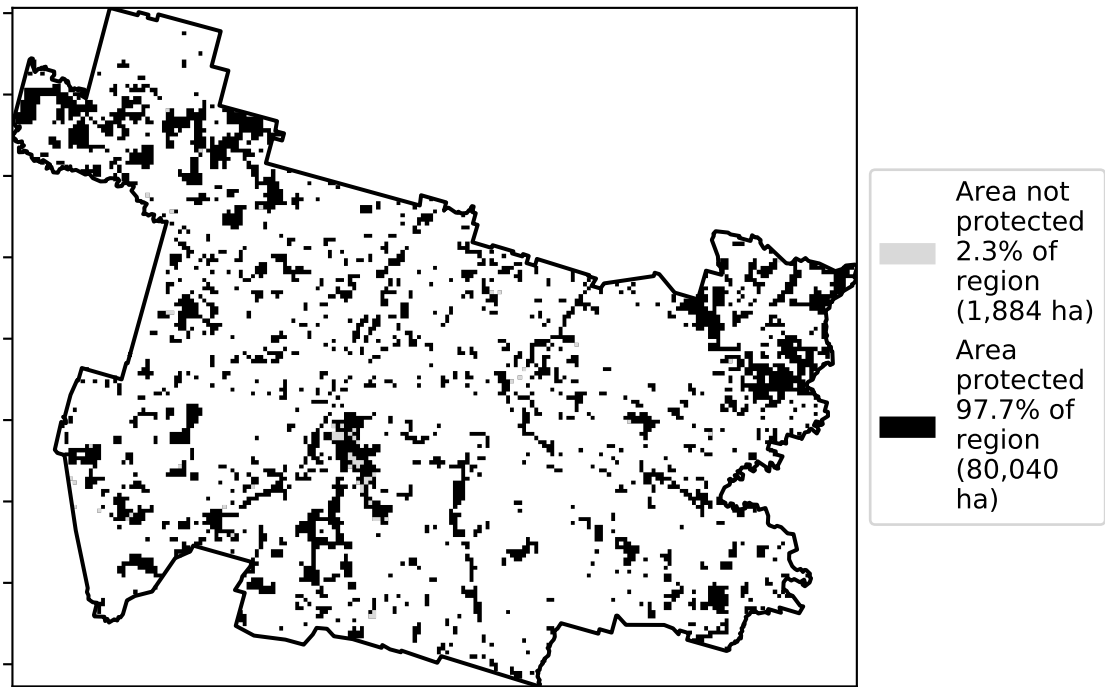 Area not
protected
2.3% of
region
(1,884 ha)
Area
protected
97.7% of
region
(80,040
ha)